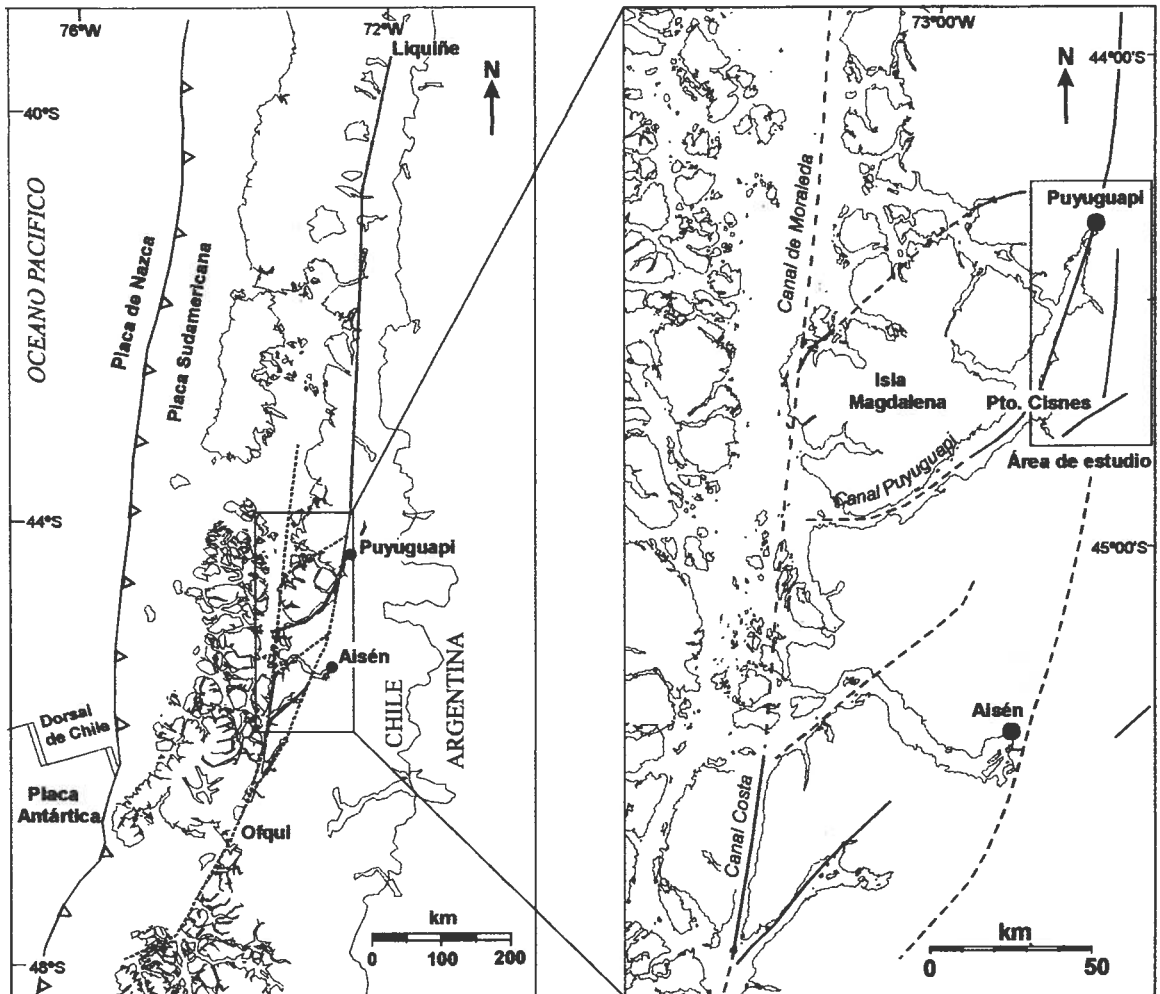 76°W
72°W
Liquiñe
N
40°S
OCEANO PACIFICO
Placa de Nazca
Placa Sudamericana
44°S
Puyuguapi
Aisén
CHILE
ARGENTINA
Dorsal
de Chile
Placa
Antártica
Ofqui
km
0 100 200
48°S
73°00'W
44°00'S
N
Puyuguapi
Canal de Moraleda
Isla
Magdalena
Pto. Cisnes
Área de estudio
Canal Puyuguapi
45°00'S
Aisén
Canal Costa
km
0 50